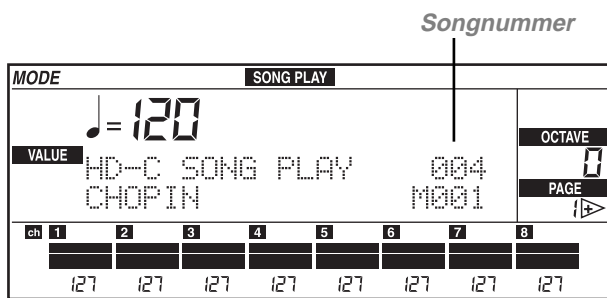 Songnummer
MODE SONG PLAY
♩=120
OCTAVE
0
VALUE HD-C SONG PLAY 004
CHOPIN M001
PAGE
1
ch 1 2 3 4 5 6 7 8
127 127 127 127 127 127 127 127